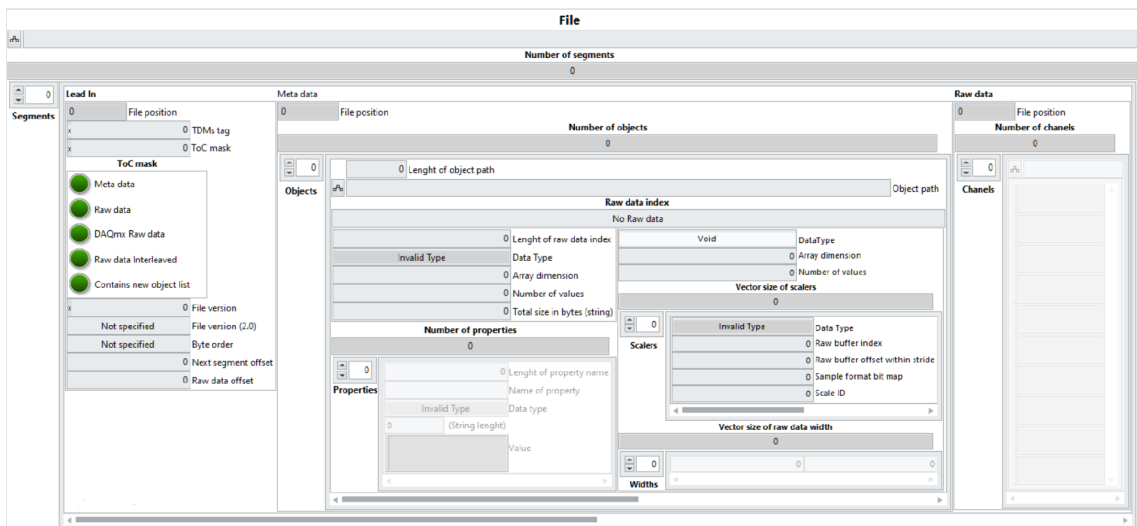 File
Number of segments
0
0
Segments
Lead In
0 File position
x 0 TDMs tag
x 0 ToC mask
ToC mask
Meta data
Raw data
DAQmx Raw data
Raw data Interleaved
Contains new object list
x 0 File version
Not specified File version (2.0)
Not specified Byte order
0 Next segment offset
0 Raw data offset
Meta data
0 File position
Number of objects
0
0
Objects
0 Lenght of object path
Object path
Raw data index
No Raw data
0 Lenght of raw data index
Invalid Type Data Type
0 Array dimension
0 Number of values
0 Total size in bytes (string)
Number of properties
0
0
Properties
0 Lenght of property name
Name of property
Invalid Type Data type
0 (String lenght)
Value
Void DataType
0 Array dimension
0 Number of values
Vector size of scalers
0
0
Scalers
Invalid Type Data Type
0 Raw buffer index
0 Raw buffer offset within stride
0 Sample format bit map
0 Scale ID
Vector size of raw data width
0
0
Widths
0 0
Raw data
0 File position
Number of chanels
0
0
Chanels